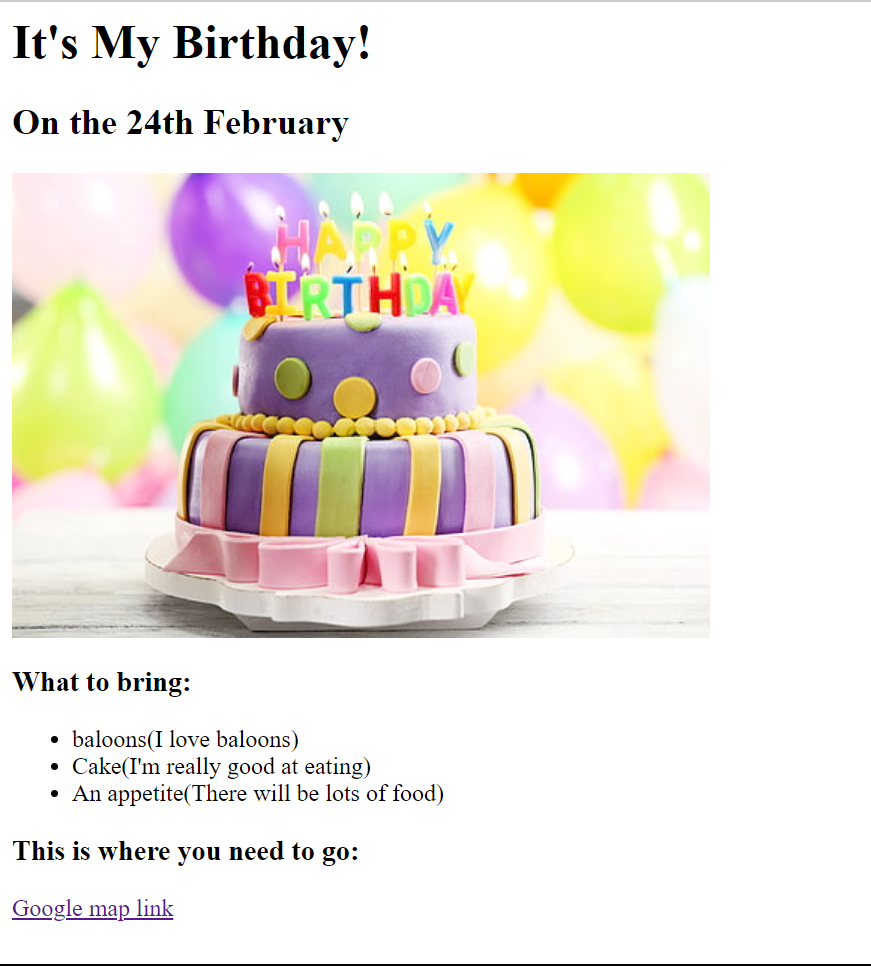 It's My Birthday!
On the 24th February
HAPPY
BIRTHDAY
What to bring:
baloons(I love baloons)
Cake(I'm really good at eating)
An appetite(There will be lots of food)
This is where you need to go:
Google map link